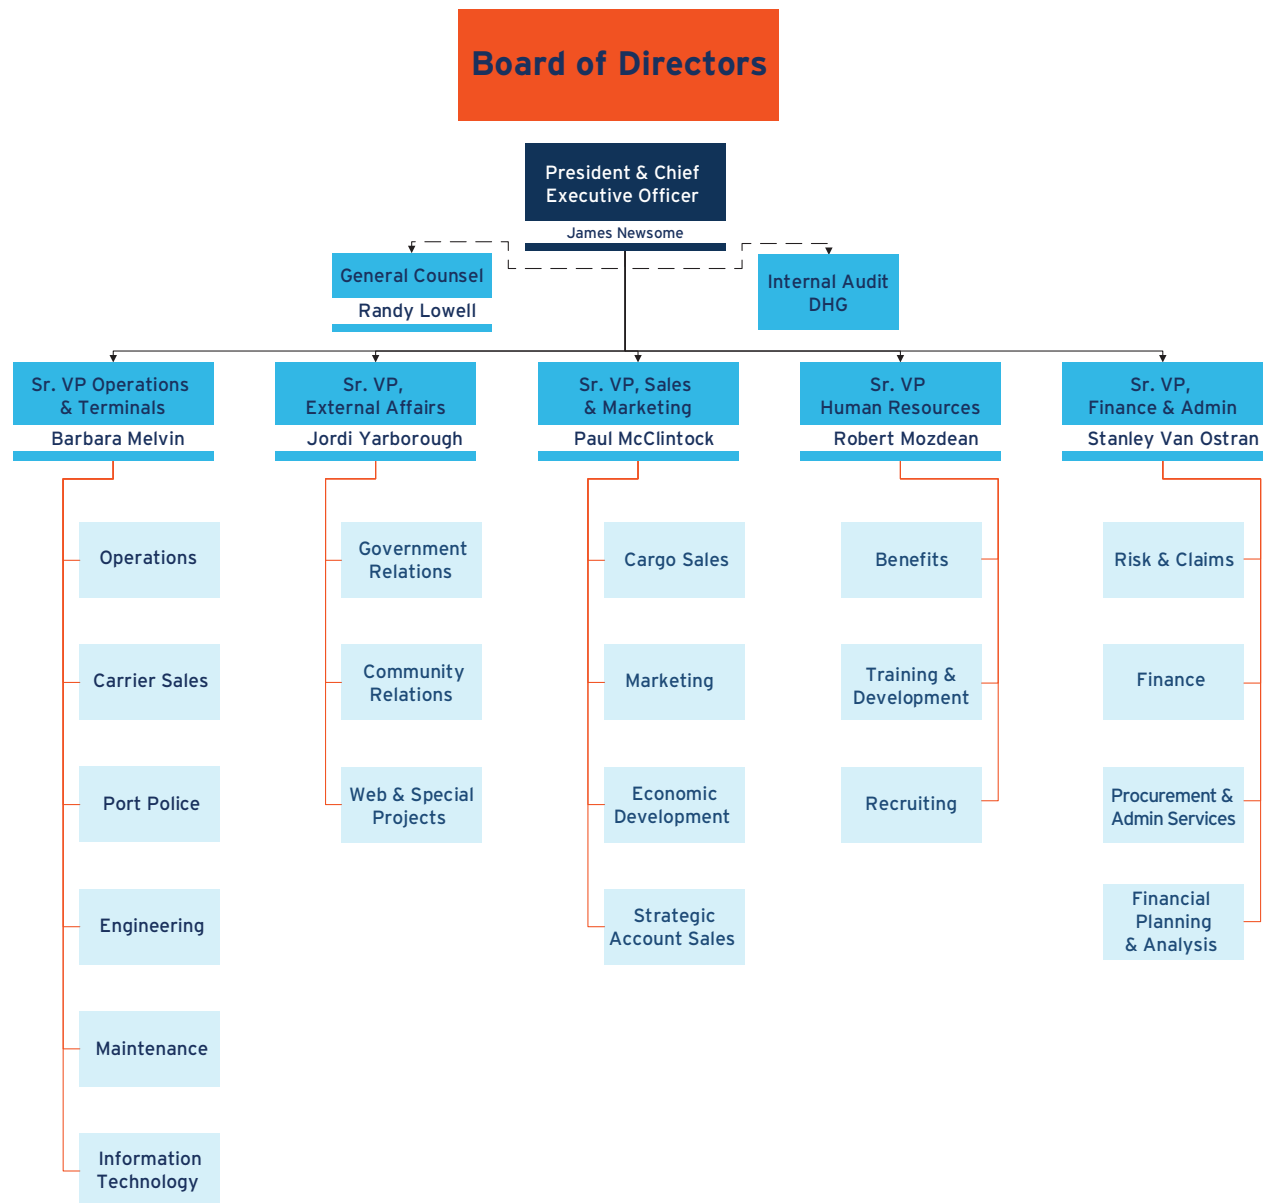 Board of Directors
President & Chief
Executive Officer
James Newsome
General Counsel
Randy Lowell
Internal Audit
DHG
Sr. VP Operations
& Terminals
Barbara Melvin
Sr. VP,
External Affairs
Jordi Yarborough
Sr. VP, Sales
& Marketing
Paul McClintock
Sr. VP
Human Resources
Robert Mozdean
Sr. VP,
Finance & Admin
Stanley Van Ostran
Operations
Carrier Sales
Port Police
Engineering
Maintenance
Information
Technology
Government
Relations
Community
Relations
Web & Special
Projects
Cargo Sales
Marketing
Economic
Development
Strategic
Account Sales
Benefits
Training &
Development
Recruiting
Risk & Claims
Finance
Procurement &
Admin Services
Financial
Planning
& Analysis